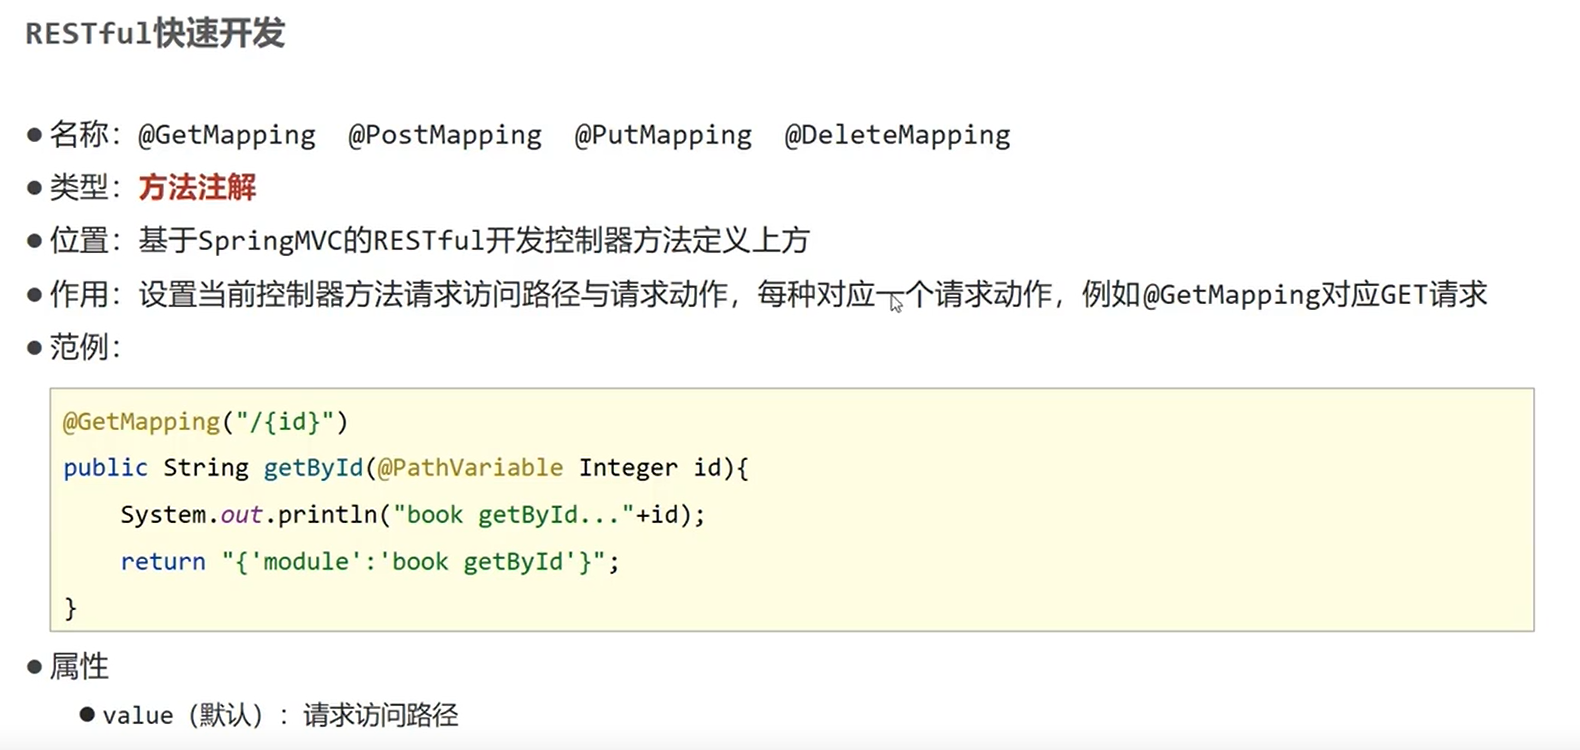 RESTful快速开发
● 名称：@GetMapping @PostMapping @PutMapping @DeleteMapping
● 类型：方法注解
● 位置：基于SpringMVC的RESTful开发控制器方法定义上方
● 作用：设置当前控制器方法请求访问路径与请求动作，每种对应一个请求动作，例如@GetMapping对应GET请求
● 范例：
@GetMapping("/{id}")
public String getById(@PathVariable Integer id){
    System.out.println("book getById..."+id);
    return "{'module':'book getById'}";
}
● 属性
● value（默认）：请求访问路径